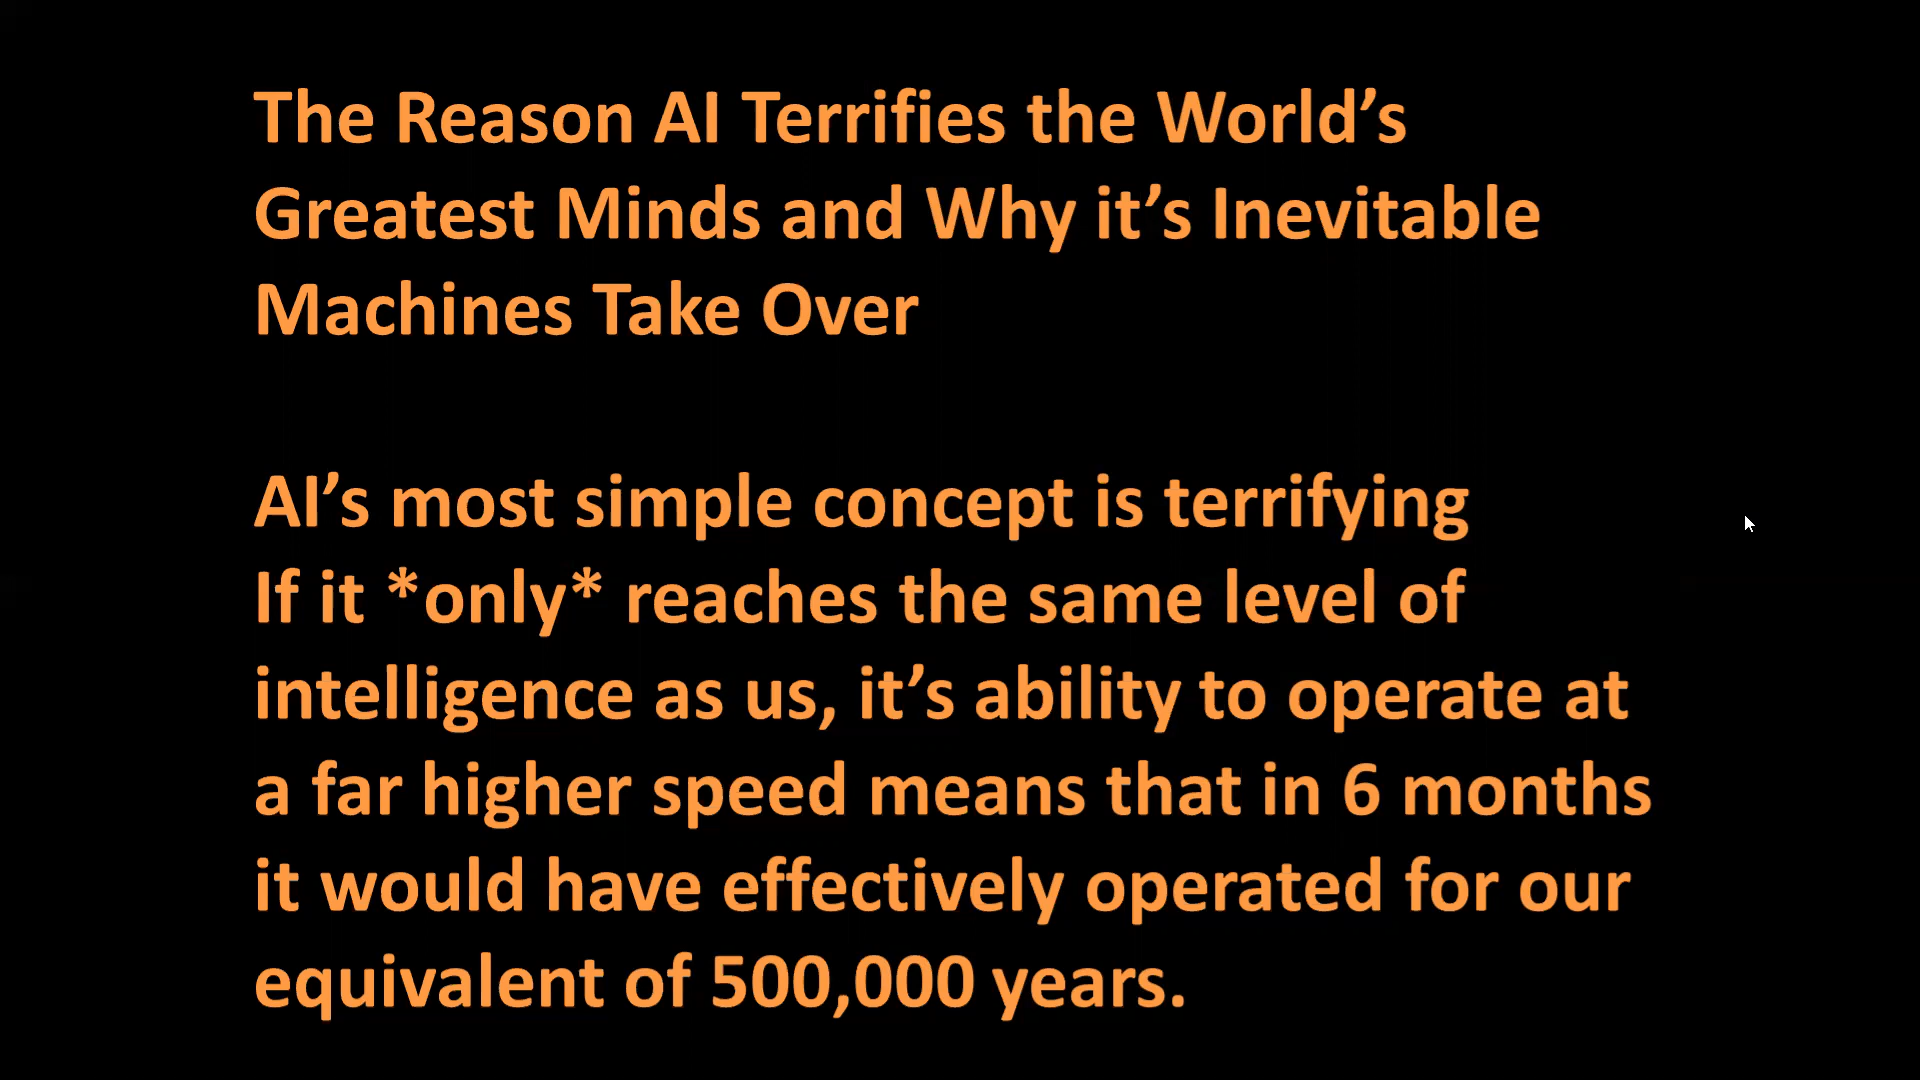 The Reason AI Terrifies the World’s
Greatest Minds and Why it’s Inevitable
Machines Take Over
AI’s most simple concept is terrifying
If it *only* reaches the same level of
intelligence as us, it’s ability to operate at
a far higher speed means that in 6 months
it would have effectively operated for our
equivalent of 500,000 years.